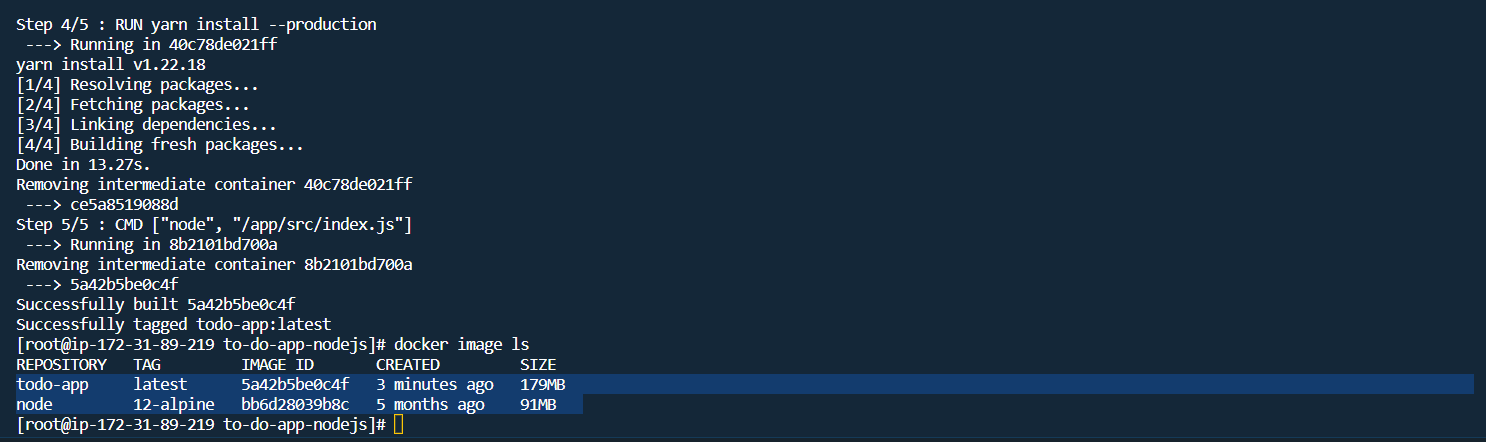 Step 4/5 : RUN yarn install --production
 ---> Running in 40c78de021ff
yarn install v1.22.18
[1/4] Resolving packages...
[2/4] Fetching packages...
[3/4] Linking dependencies...
[4/4] Building fresh packages...
Done in 13.27s.
Removing intermediate container 40c78de021ff
 ---> ce5a8519088d
Step 5/5 : CMD ["node", "/app/src/index.js"]
 ---> Running in 8b2101bd700a
Removing intermediate container 8b2101bd700a
 ---> 5a42b5be0c4f
Successfully built 5a42b5be0c4f
Successfully tagged todo-app:latest
[root@ip-172-31-89-219 to-do-app-nodejs]# docker image ls
REPOSITORY   TAG         IMAGE ID       CREATED         SIZE
todo-app     latest      5a42b5be0c4f   3 minutes ago   179MB
node         12-alpine   bb6d28039b8c   5 months ago    91MB
[root@ip-172-31-89-219 to-do-app-nodejs]#